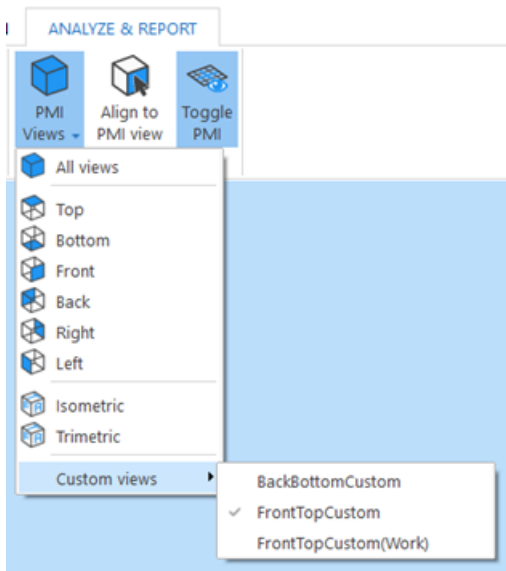 ANALYZE & REPORT
PMI
Views
Align to
PMI view
Toggle
PMI
All views
Top
Bottom
Front
Back
Right
Left
Isometric
Trimetric
Custom views
BackBottomCustom
FrontTopCustom
FrontTopCustom(Work)